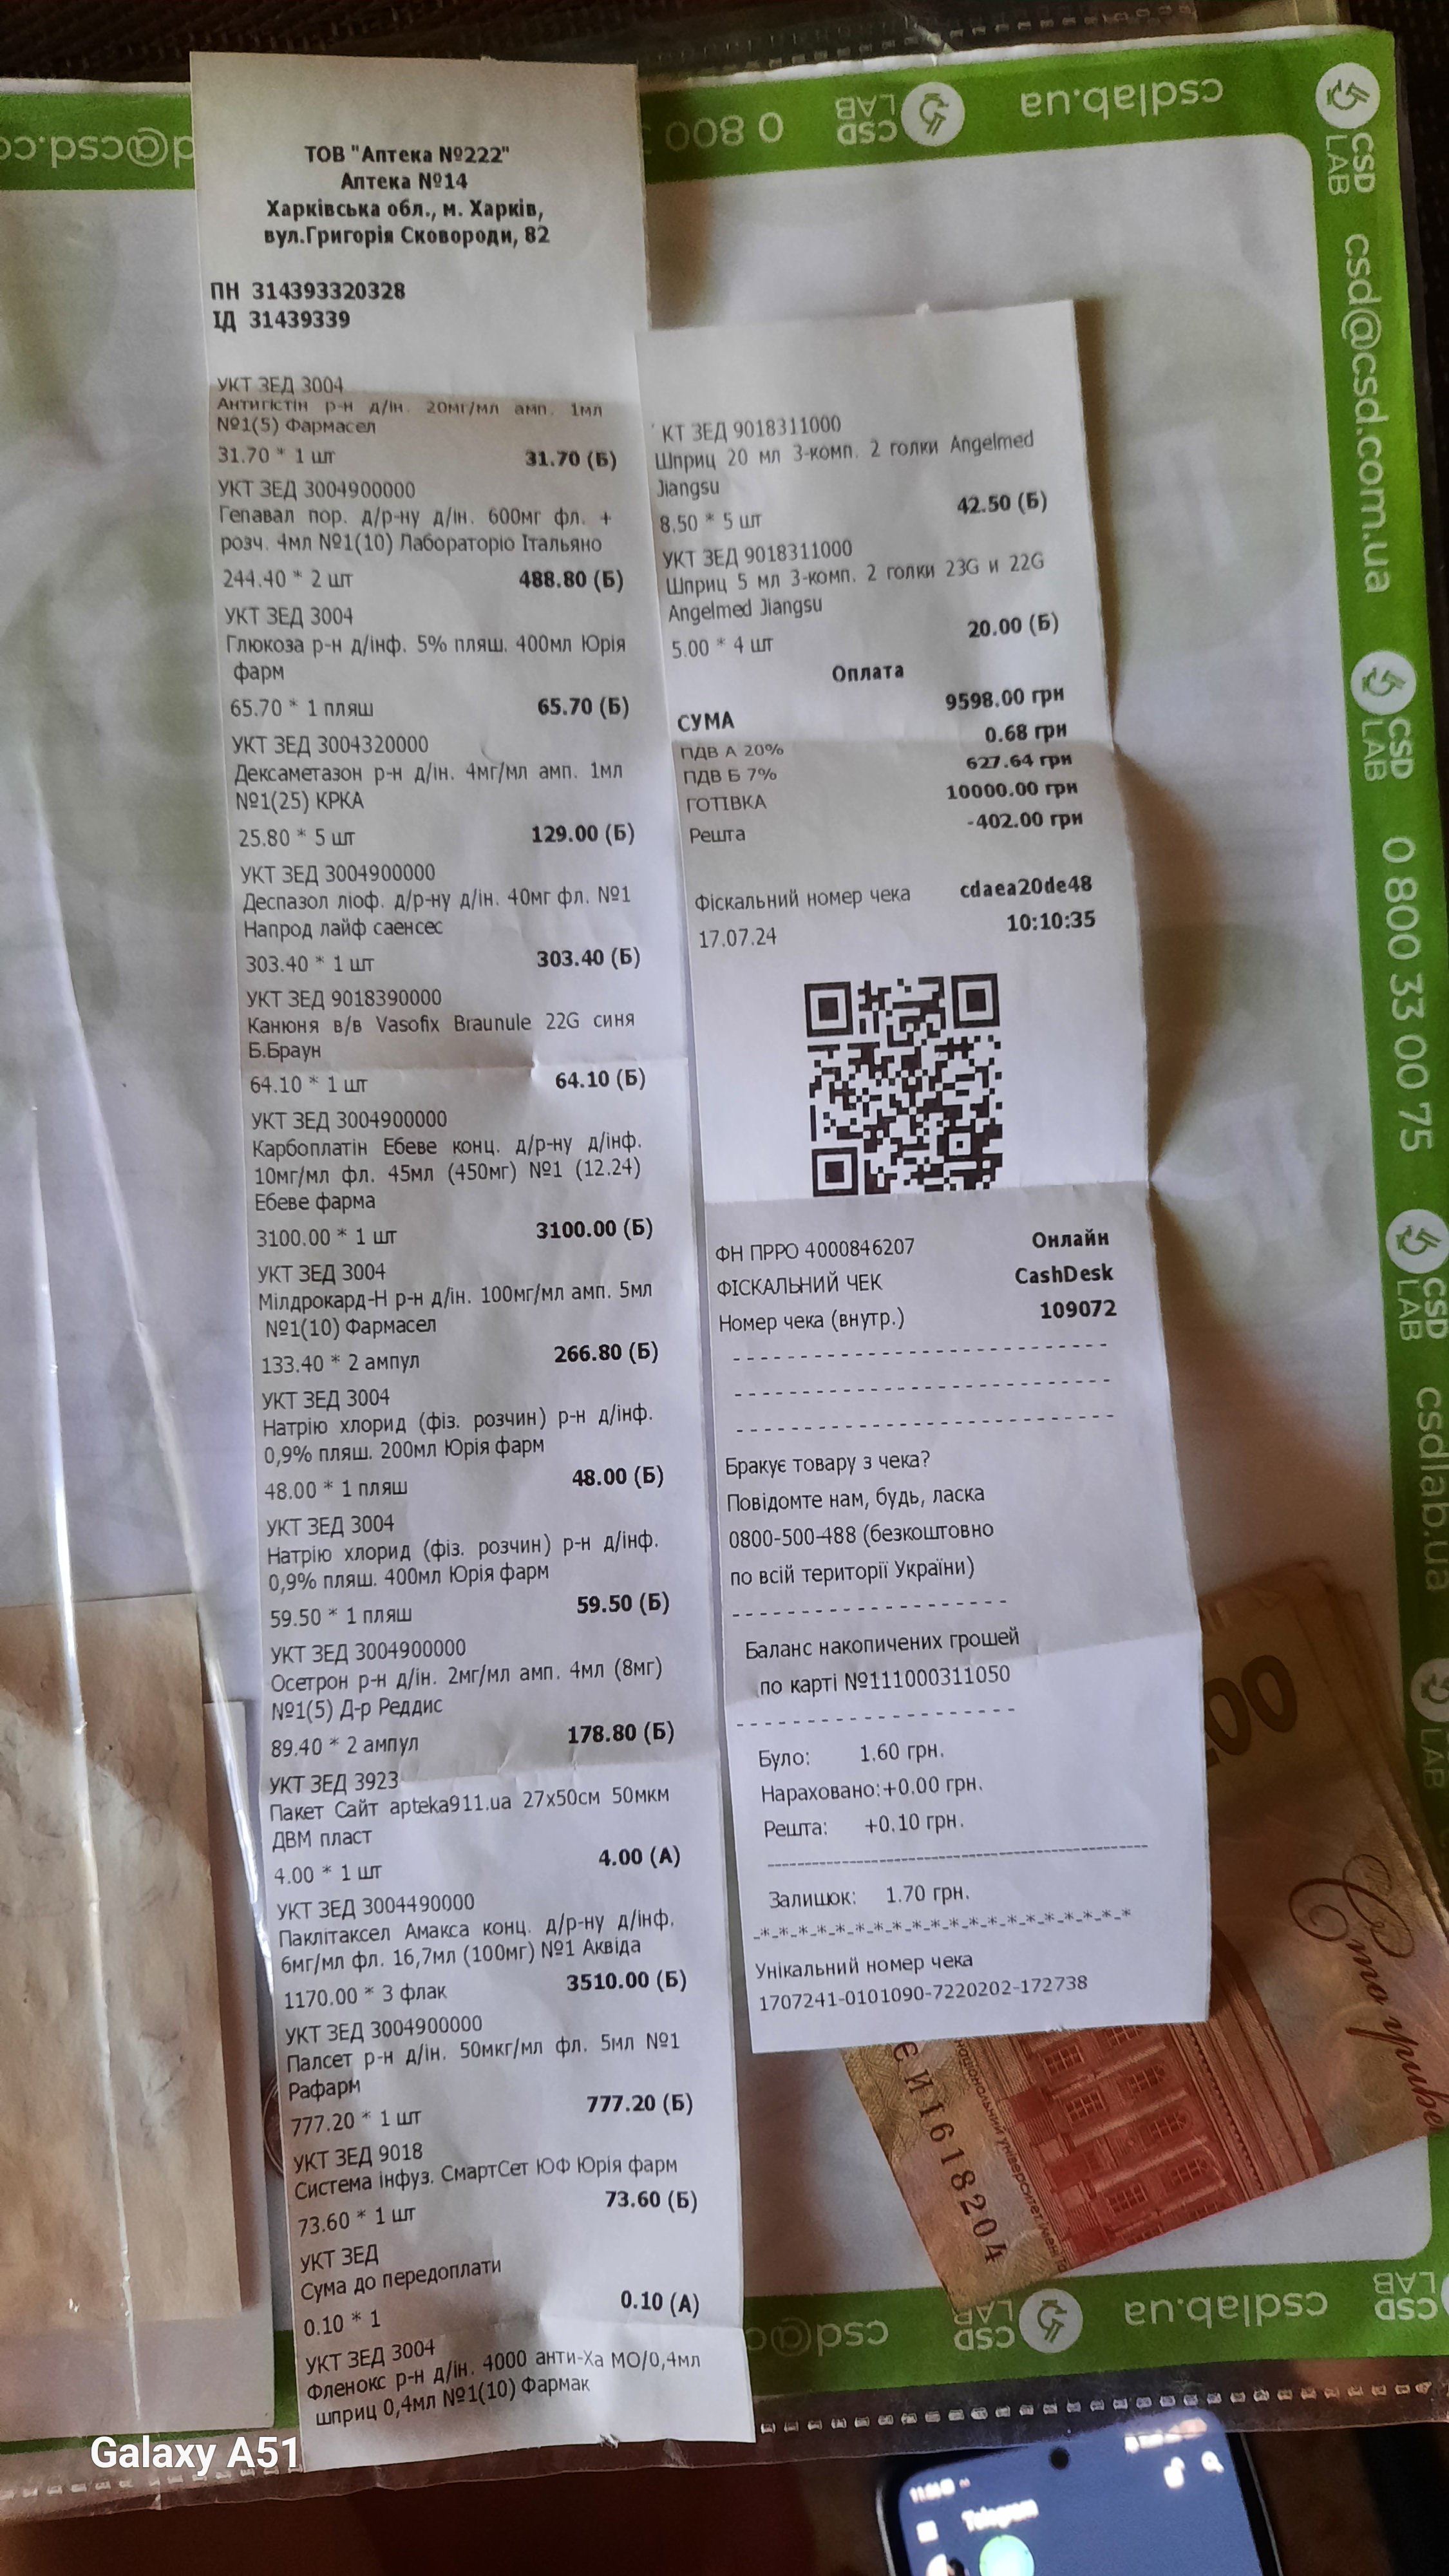 ТОВ "Аптека №222"
Аптека №14
Харківська обл., м. Харків,
вул.Григорія Сковороди, 82
ПН 314393320328
ІД 31439339
УКТ ЗЕД 3004
Антигістін р-н д/ін. 20мг/мл амп. 1мл
№1(5) Фармасел
31.70 * 1 шт 31.70 (Б)
УКТ ЗЕД 3004900000
Гепавал пор. д/р-ну д/ін. 600мг фл. +
розч. 4мл №1(10) Лабораторіо Італьяно
244.40 * 2 шт 488.80 (Б)
УКТ ЗЕД 3004
Глюкоза р-н д/інф. 5% пляш. 400мл Юрія
фарм
65.70 * 1 пляш 65.70 (Б)
УКТ ЗЕД 3004320000
Дексаметазон р-н д/ін. 4мг/мл амп. 1мл
№1(25) КРКА
25.80 * 5 шт 129.00 (Б)
УКТ ЗЕД 3004900000
Деспазол ліоф. д/р-ну д/ін. 40мг фл. №1
Напрод лайф саенсес
303.40 * 1 шт 303.40 (Б)
УКТ ЗЕД 9018390000
Канюня в/в Vasofix Braunule 22G синя
Б.Браун
64.10 * 1 шт 64.10 (Б)
УКТ ЗЕД 3004900000
Карбоплатін Ебеве конц. д/р-ну д/інф.
10мг/мл фл. 45мл (450мг) №1 (12.24)
Ебеве фарма
3100.00 * 1 шт 3100.00 (Б)
УКТ ЗЕД 3004
Мілдрокард-Н р-н д/ін. 100мг/мл амп. 5мл
№1(10) Фармасел
133.40 * 2 ампул 266.80 (Б)
УКТ ЗЕД 3004
Натрію хлорид (фіз. розчин) р-н д/інф.
0,9% пляш. 200мл Юрія фарм
48.00 * 1 пляш 48.00 (Б)
УКТ ЗЕД 3004
Натрію хлорид (фіз. розчин) р-н д/інф.
0,9% пляш. 400мл Юрія фарм
59.50 * 1 пляш 59.50 (Б)
УКТ ЗЕД 3004900000
Осетрон р-н д/ін. 2мг/мл амп. 4мл (8мг)
№1(5) Д-р Реддис
89.40 * 2 ампул 178.80 (Б)
УКТ ЗЕД 3923
Пакет Сайт apteka911.ua 27х50см 50мкм
ДВМ пласт
4.00 * 1 шт 4.00 (А)
УКТ ЗЕД 3004490000
Паклітаксел Амакса конц. д/р-ну д/інф.
6мг/мл фл. 16,7мл (100мг) №1 Аквіда
1170.00 * 3 флак 3510.00 (Б)
УКТ ЗЕД 3004900000
Палсет р-н д/ін. 50мкг/мл фл. 5мл №1
Рафарм
777.20 * 1 шт 777.20 (Б)
УКТ ЗЕД 9018
Система інфуз. СмартСет ЮФ Юрія фарм
73.60 * 1 шт 73.60 (Б)
УКТ ЗЕД
Сума до передоплати
0.10 * 1 0.10 (А)
УКТ ЗЕД 3004
Фленокс р-н д/ін. 4000 анти-Ха МО/0,4мл
шприц 0,4мл №1(10) Фармак
КТ ЗЕД 9018311000
Шприц 20 мл 3-комп. 2 голки Angelmed
Jiangsu
8.50 * 5 шт 42.50 (Б)
УКТ ЗЕД 9018311000
Шприц 5 мл 3-комп. 2 голки 23G и 22G
Angelmed Jiangsu
5.00 * 4 шт 20.00 (Б)
Оплата
СУМА 9598.00 грн
ПДВ А 20% 0.68 грн
ПДВ Б 7% 627.64 грн
ГОТІВКА 10000.00 грн
Решта -402.00 грн
Фіскальний номер чека cdaea20de48
17.07.24 10:10:35
ФН ПРРО 4000846207 Онлайн
ФІСКАЛЬНИЙ ЧЕК CashDesk
Номер чека (внутр.) 109072
Бракує товару з чека?
Повідомте нам, будь, ласка
0800-500-488 (безкоштовно
по всій території України)
Баланс накопичених грошей
по карті №111000311050
Було: 1.60 грн.
Нараховано:+0.00 грн.
Решта: +0.10 грн.
Залишок: 1.70 грн.
Унікальний номер чека
1707241-0101090-7220202-172738
d@csd.co
0 800
CSD LAB
csdlab.ua
CSD LAB
csd@csd.com.ua
CSD LAB
0 800 33 00 75
CSD LAB
csdlab.ua
LAB
csd@
CSD LAB
csdlab.ua
CSD LAB
00
Сто гриве
ЄИ1618204
Telegram
Galaxy A51